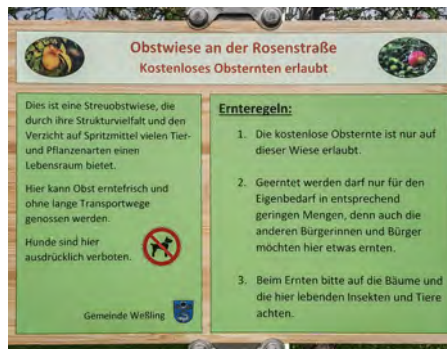 Obstwiese an der Rosenstraße
Kostenloses Obsternten erlaubt
Dies ist eine Streuobstwiese, die
durch ihre Strukturvielfalt und den
Verzicht auf Spritzmittel vielen Tier-
und Pflanzenarten einen
Lebensraum bietet.
Hier kann Obst erntefrisch und
ohne lange Transportwege
genossen werden.
Hunde sind hier
ausdrücklich verboten.
Gemeinde Weßling
Ernteregeln:
1. Die kostenlose Obsternte ist nur auf
dieser Wiese erlaubt.
2. Geerntet werden darf nur für den
Eigenbedarf in entsprechend
geringen Mengen, denn auch die
anderen Bürgerinnen und Bürger
möchten hier etwas ernten.
3. Beim Ernten bitte auf die Bäume und
die hier lebenden Insekten und Tiere
achten.